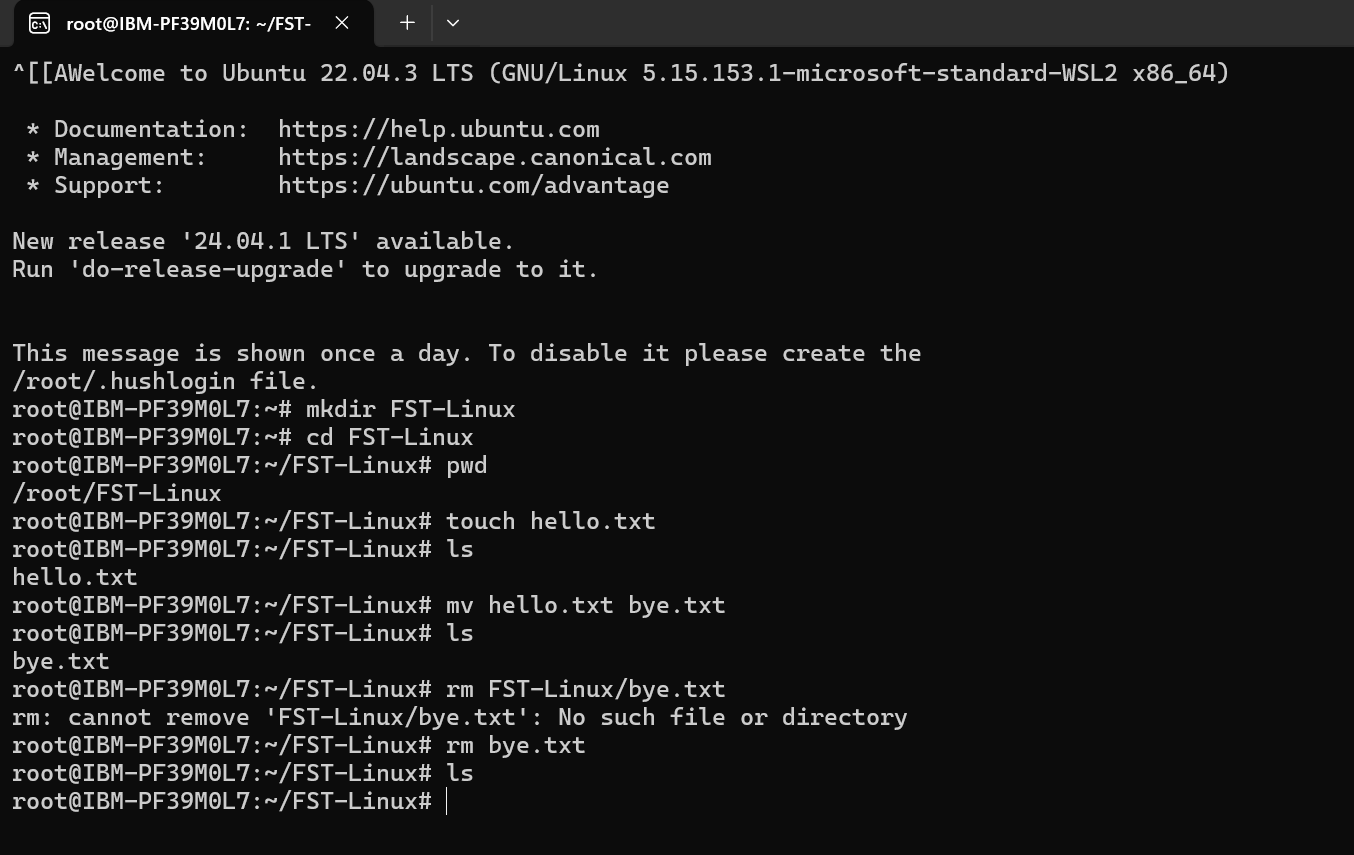 root@IBM-PF39M0L7: ~/FST-
^[[AWelcome to Ubuntu 22.04.3 LTS (GNU/Linux 5.15.153.1-microsoft-standard-WSL2 x86_64)
 * Documentation:  https://help.ubuntu.com
 * Management:     https://landscape.canonical.com
 * Support:        https://ubuntu.com/advantage
New release '24.04.1 LTS' available.
Run 'do-release-upgrade' to upgrade to it.
This message is shown once a day. To disable it please create the
/root/.hushlogin file.
root@IBM-PF39M0L7:~# mkdir FST-Linux
root@IBM-PF39M0L7:~# cd FST-Linux
root@IBM-PF39M0L7:~/FST-Linux# pwd
/root/FST-Linux
root@IBM-PF39M0L7:~/FST-Linux# touch hello.txt
root@IBM-PF39M0L7:~/FST-Linux# ls
hello.txt
root@IBM-PF39M0L7:~/FST-Linux# mv hello.txt bye.txt
root@IBM-PF39M0L7:~/FST-Linux# ls
bye.txt
root@IBM-PF39M0L7:~/FST-Linux# rm FST-Linux/bye.txt
rm: cannot remove 'FST-Linux/bye.txt': No such file or directory
root@IBM-PF39M0L7:~/FST-Linux# rm bye.txt
root@IBM-PF39M0L7:~/FST-Linux# ls
root@IBM-PF39M0L7:~/FST-Linux#